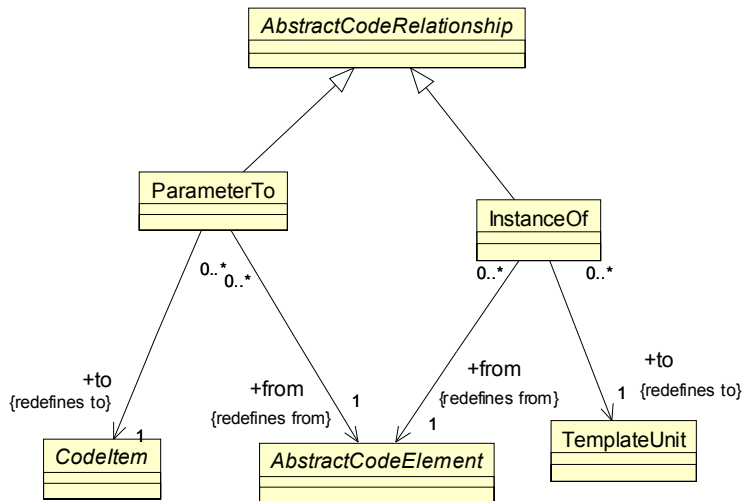 AbstractCodeRelationship
ParameterTo
InstanceOf
0..*
0..*
0..*
0..*
+to
{redefines to}
+from
{redefines from}
1
+from
{redefines from}
1
+to
{redefines to}
1
1
CodeItem
AbstractCodeElement
TemplateUnit